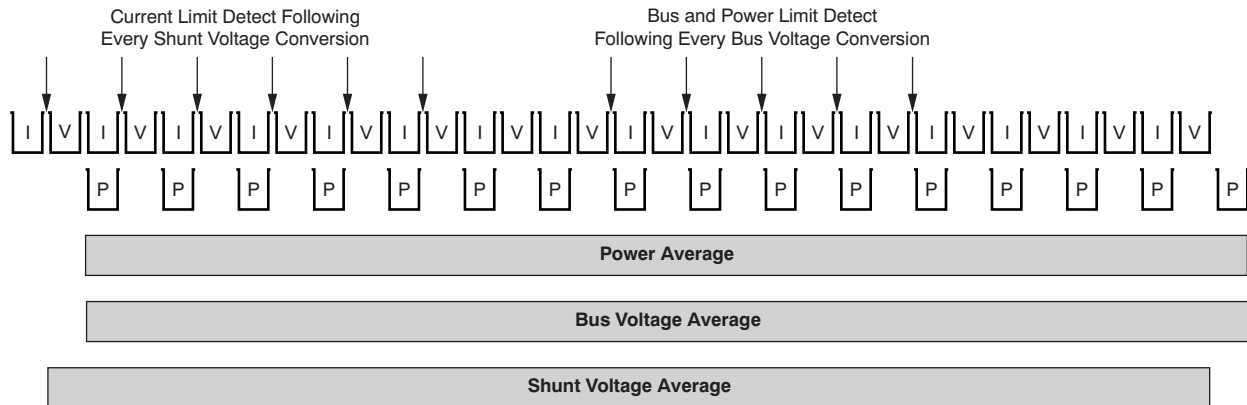 Current Limit Detect Following
Every Shunt Voltage Conversion
Bus and Power Limit Detect
Following Every Bus Voltage Conversion
I V I V I V I V I V I V I V I V I V I V I V I V I V I V I V I V
P P P P P P P P P P P P P P P P
Power Average
Bus Voltage Average
Shunt Voltage Average